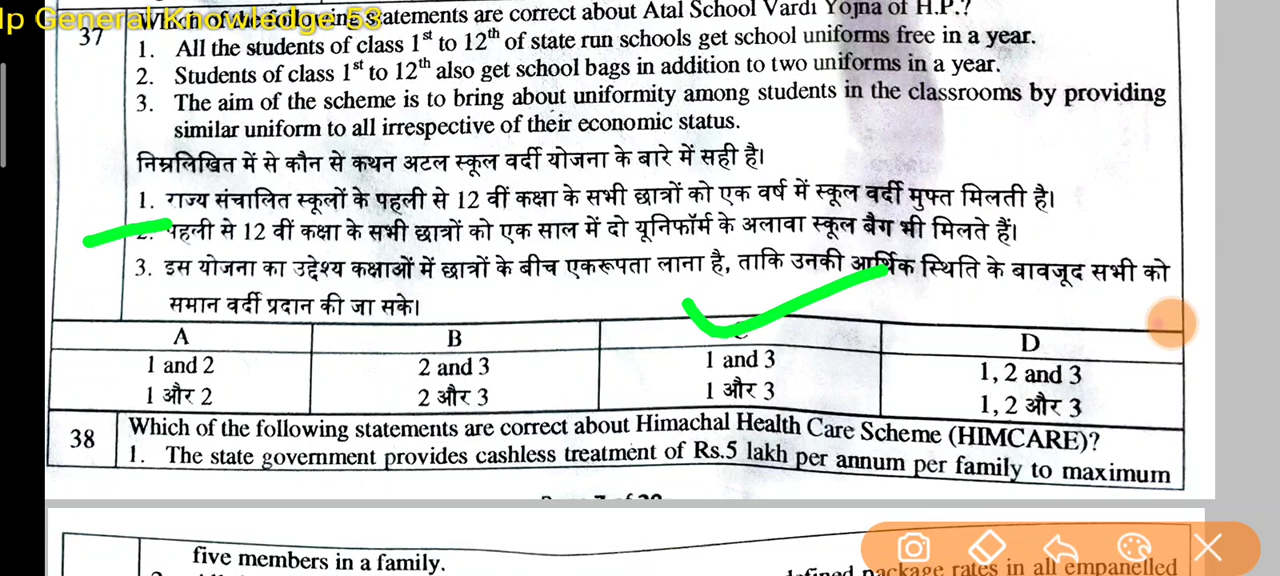 lp General Knowledge 53
37
Which of the following statements are correct about Atal School Vardi Yojna of H.P.?
1. All the students of class 1st to 12th of state run schools get school uniforms free in a year.
2. Students of class 1st to 12th also get school bags in addition to two uniforms in a year.
3. The aim of the scheme is to bring about uniformity among students in the classrooms by providing
similar uniform to all irrespective of their economic status.
निम्नलिखित में से कौन से कथन अटल स्कूल वर्दी योजना के बारे में सही है।
1. राज्य संचालित स्कूलों के पहली से 12 वीं कक्षा के सभी छात्रों को एक वर्ष में स्कूल वर्दी मुफ्त मिलती है।
2. पहली से 12 वीं कक्षा के सभी छात्रों को एक साल में दो यूनिफॉर्म के अलावा स्कूल बैग भी मिलते हैं।
3. इस योजना का उद्देश्य कक्षाओं में छात्रों के बीच एकरूपता लाना है, ताकि उनकी आर्थिक स्थिति के बावजूद सभी को
समान वर्दी प्रदान की जा सके।
A B D
1 and 2 2 and 3 1 and 3 1, 2 and 3
1 और 2 2 और 3 1 और 3 1, 2 और 3
38
Which of the following statements are correct about Himachal Health Care Scheme (HIMCARE)?
1. The state government provides cashless treatment of Rs.5 lakh per annum per family to maximum
five members in a family.
package rates in all empanelled